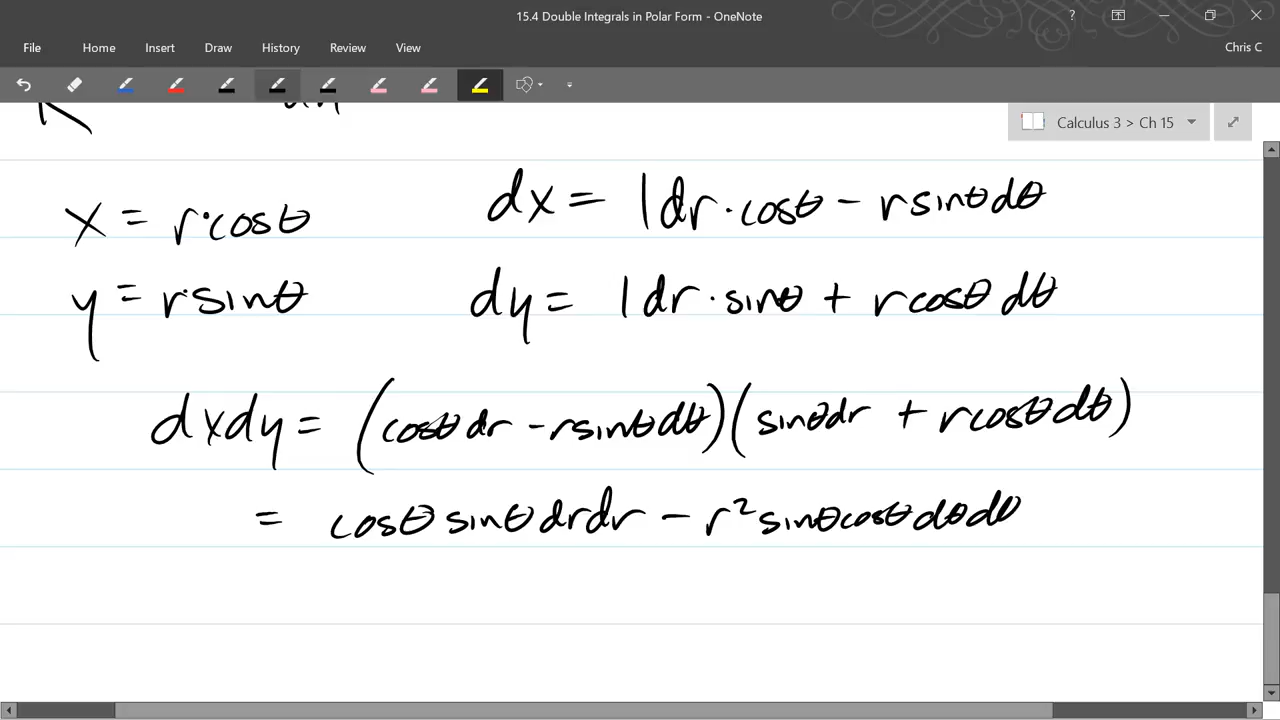 15.4 Double Integrals in Polar Form - OneNote
File Home Insert Draw History Review View Chris C
Calculus 3 > Ch 15
x = r·cosθ
dx = 1dr·cosθ - rsinθdθ
y = r·sinθ
dy = 1dr·sinθ + rcosθdθ
dxdy = (cosθdr - rsinθdθ)(sinθdr + rcosθdθ)
= cosθsinθdrdr - r²sinθcosθdθdθ